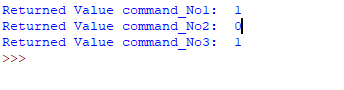 Returned Value command_No1:  1
Returned Value command_No2:  0
Returned Value command_No3:  1
>>>